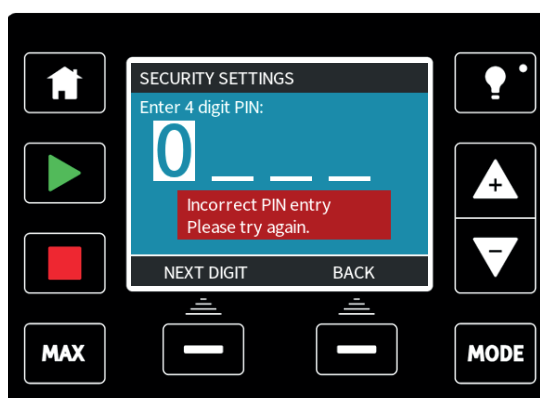 SECURITY SETTINGS
Enter 4 digit PIN:
0 _ _ _
Incorrect PIN entry
Please try again.
NEXT DIGIT BACK
MAX
MODE
+
−